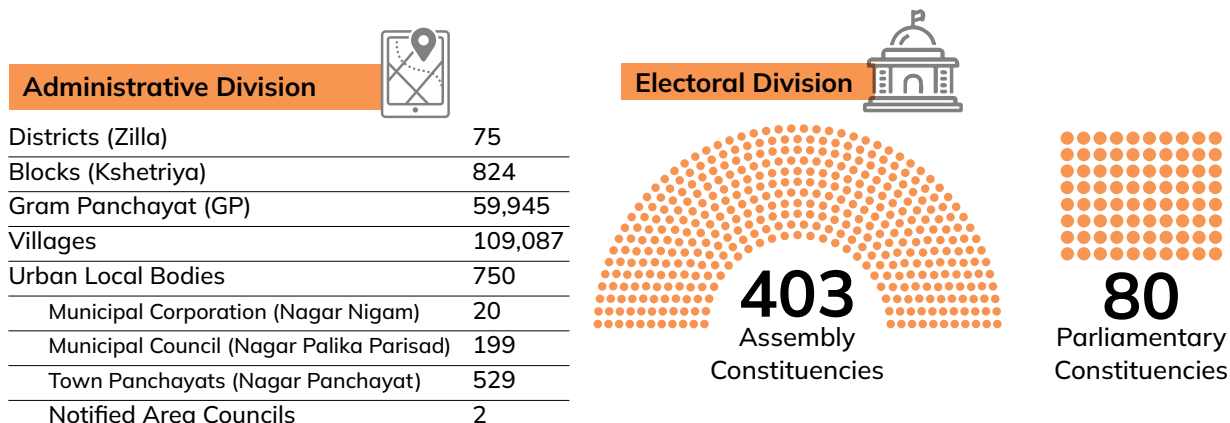 Administrative Division
Districts (Zilla) 75
Blocks (Kshetriya) 824
Gram Panchayat (GP) 59,945
Villages 109,087
Urban Local Bodies 750
Municipal Corporation (Nagar Nigam) 20
Municipal Council (Nagar Palika Parisad) 199
Town Panchayats (Nagar Panchayat) 529
Notified Area Councils 2
Electoral Division
403
Assembly
Constituencies
80
Parliamentary
Constituencies